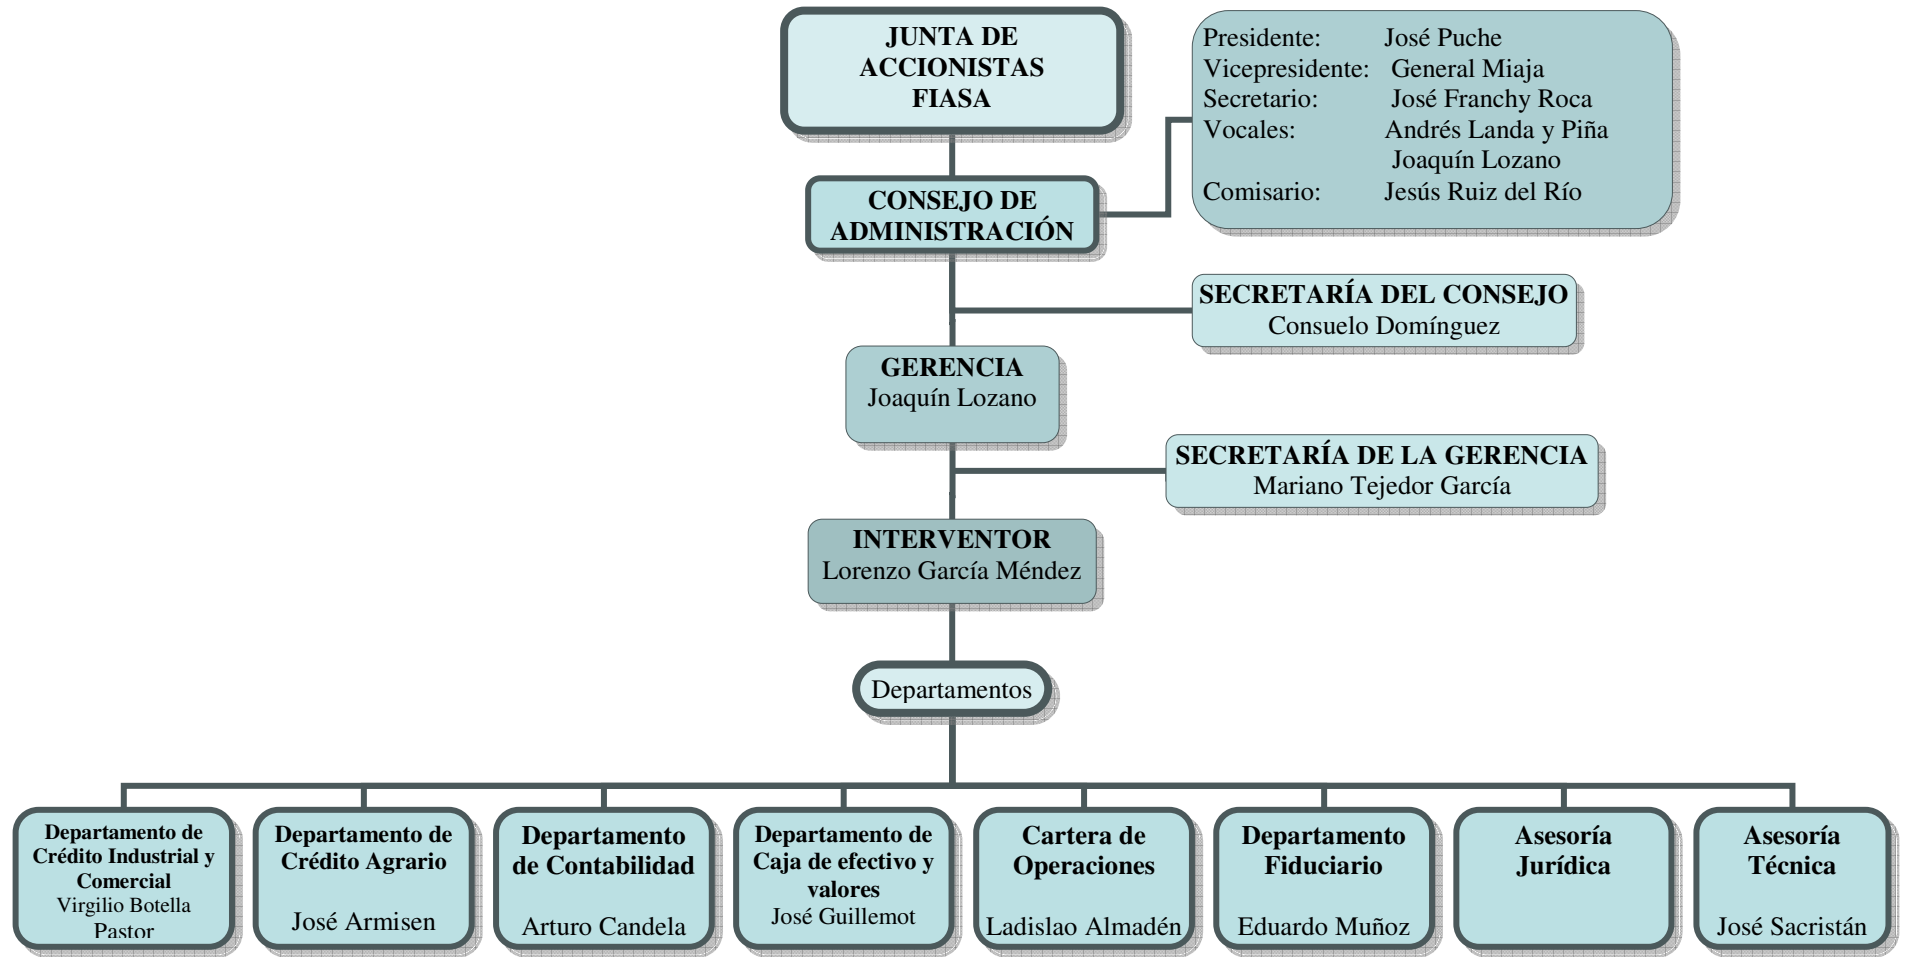 JUNTA DE
ACCIONISTAS
FIASA
Presidente: José Puche
Vicepresidente: General Miaja
Secretario: José Franchy Roca
Vocales: Andrés Landa y Piña
Joaquín Lozano
Comisario: Jesús Ruiz del Río
CONSEJO DE
ADMINISTRACIÓN
SECRETARÍA DEL CONSEJO
Consuelo Domínguez
GERENCIA
Joaquín Lozano
SECRETARÍA DE LA GERENCIA
Mariano Tejedor García
INTERVENTOR
Lorenzo García Méndez
Departamentos
Departamento de
Crédito Industrial y
Comercial
Virgilio Botella
Pastor
Departamento de
Crédito Agrario
José Armisen
Departamento
de Contabilidad
Arturo Candela
Departamento de
Caja de efectivo y
valores
José Guillemot
Cartera de
Operaciones
Ladislao Almadén
Departamento
Fiduciario
Eduardo Muñoz
Asesoría
Jurídica
Asesoría
Técnica
José Sacristán